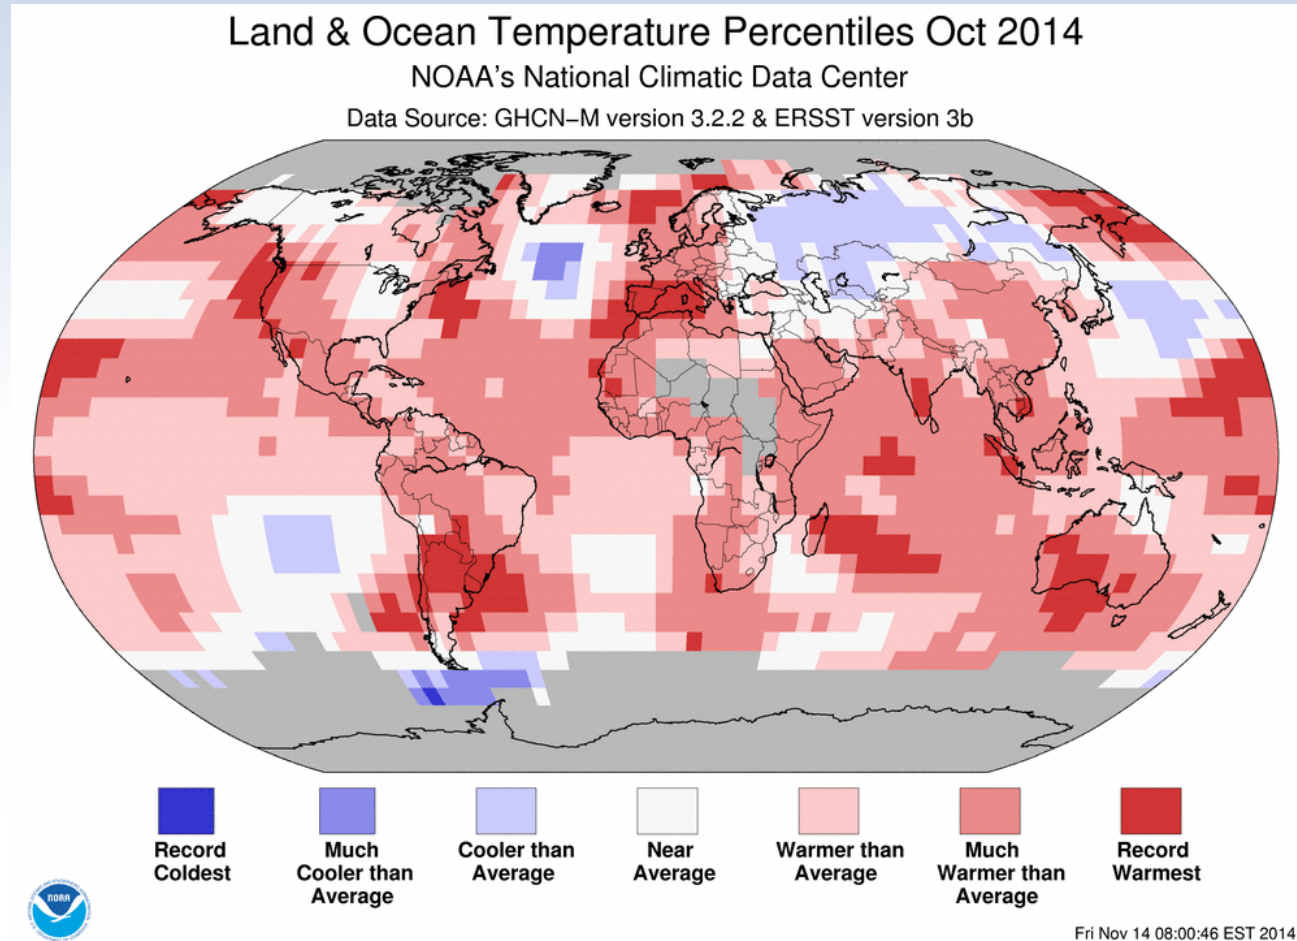 Land & Ocean Temperature Percentiles Oct 2014
NOAA's National Climatic Data Center
Data Source: GHCN−M version 3.2.2 & ERSST version 3b
Record
Coldest
Much
Cooler than
Average
Cooler than
Average
Near
Average
Warmer than
Average
Much
Warmer than
Average
Record
Warmest
NOAA
Fri Nov 14 08:00:46 EST 2014